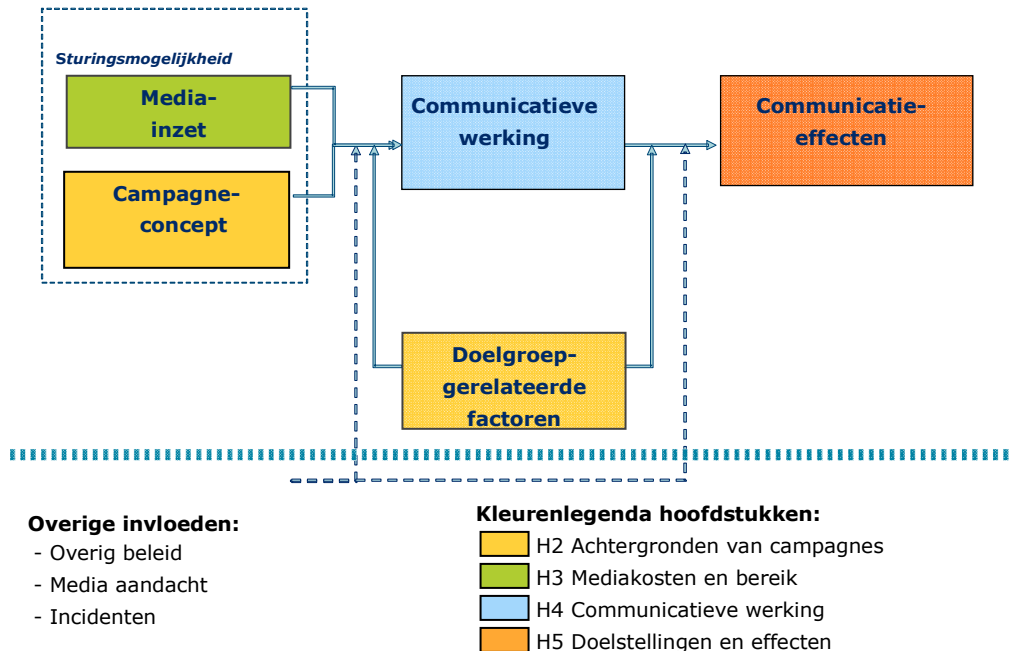 Sturingsmogelijkheid
Media-
inzet
Campagne-
concept
Communicatieve
werking
Communicatie-
effecten
Doelgroep-
gerelateerde
factoren
Overige invloeden:
- Overig beleid
- Media aandacht
- Incidenten
Kleurenlegenda hoofdstukken:
H2 Achtergronden van campagnes
H3 Mediakosten en bereik
H4 Communicatieve werking
H5 Doelstellingen en effecten